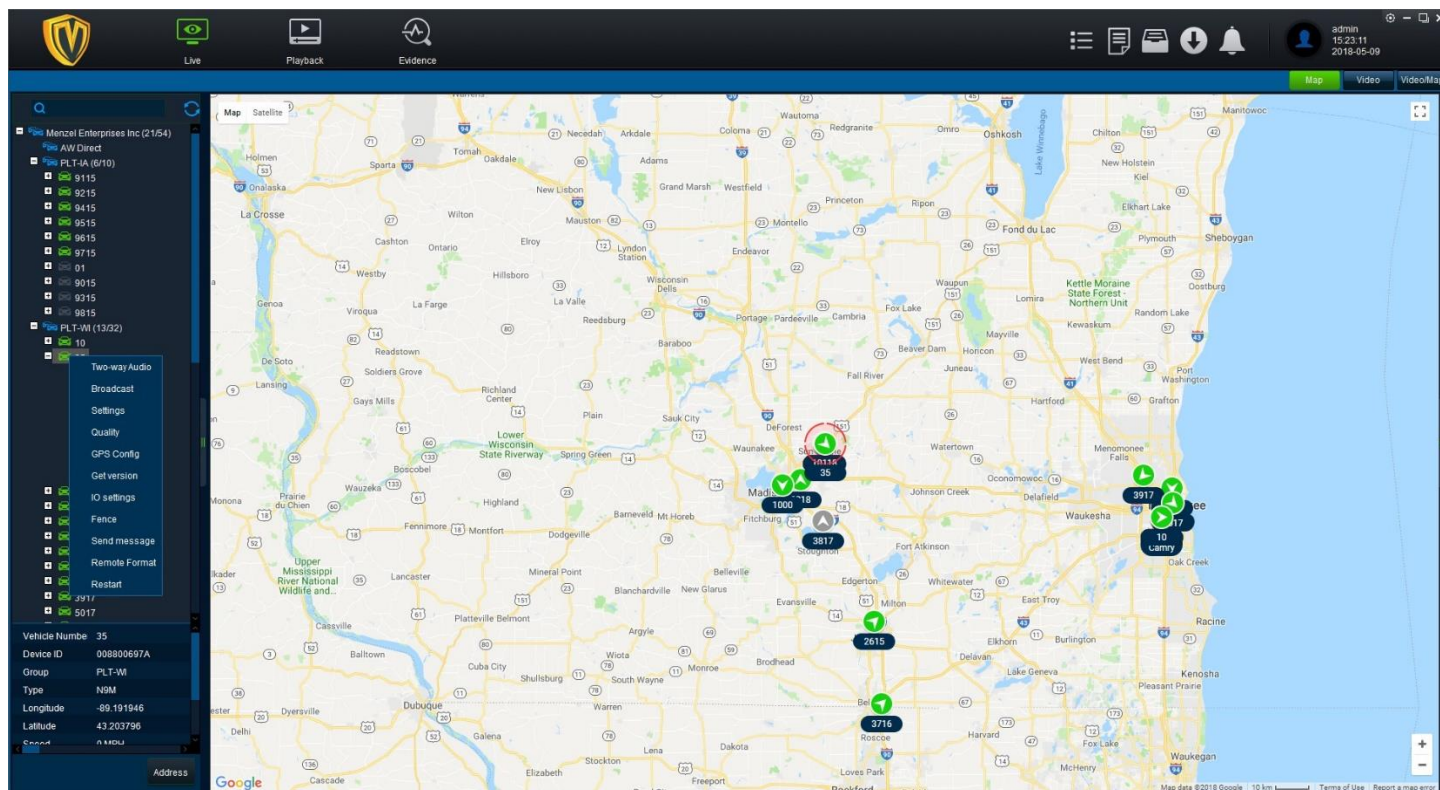 Live
Playback
Evidence
admin
15:23:11
2018-05-09
Map
Video
Video/Map
Menzel Enterprises Inc (21/54)
AW Direct
PLT-IA (6/10)
9115
9215
9415
9515
9615
9715
01
9015
9315
9815
PLT-WI (13/32)
10
Two-way Audio
Broadcast
Settings
Quality
GPS Config
Get version
IO settings
Fence
Send message
Remote Format
Restart
3917
5017
Vehicle Numbe 35
Device ID 008800697A
Group PLT-WI
Type N9M
Longitude -89.191946
Latitude 43.203796
Speed 0 MPH
Address
Map Satellite
Wautoma
Tomah
Oakdale
Necedah
Arkdale
Coloma
Redgranite
Omro
Oshkosh
Chilton
Manitowoc
Holmen
Sparta
Adams
Lake Winnebago
New Holstein
Kiel
Onalaska
New Lisbon
Grand Marsh
Westfield
Princeton
Ripon
Elkhart Lake
La Crosse
Wilton
Mauston
Montello
Fond du Lac
Plymouth
Sheboygan
Cashton
Ontario
Elroy
Lyndon Station
Endeavor
Westby
Hillsboro
Wisconsin Dells
Waupun
Kettle Moraine
State Forest -
Northern Unit
Oostburg
Genoa
Viroqua
La Farge
La Valle
Reedsburg
Portage
Pardeeville
Cambria
Fox Lake
Lomira
Random Lake
Kewaskum
Mayville
Baraboo
Readstown
De Soto
Soldiers Grove
Beaver Dam
Horicon
West Bend
Port Washington
Lansing
Gays Mills
Richland Center
Fall River
Juneau
Hartford
Grafton
Plain
Sauk City
DeForest
Lower
Wisconsin
State Riverway
Spring Green
Waunakee
35
Watertown
Menomonee Falls
Boscobel
Oconomowoc
3917
Monona
Prairie du Chien
Wauzeka
Highland
1000
Johnson Creek
Delafield
Barneveld
Mt Horeb
Fitchburg
Waukesha
Fennimore
Montfort
Dodgeville
3817
Stoughton
Fort Atkinson
10
Camry
Oak Creek
Upper
Mississippi
River National
Wildlife and...
Lancaster
Mineral Point
Belleville
Edgerton
Whitewater
Blanchardville
New Glarus
Evansville
Milton
East Troy
Cassville
Platteville
Belmont
Argyle
2615
Elkhorn
Burlington
Racine
Balltown
Wiota
Brodhead
Delavan
Cuba City
Shullsburg
South Wayne
Monroe
Lake Geneva
Kenosha
Pleasant Prairie
Dyersville
Dubuque
Warren
3716
Roscoe
Delhi
Galena
Harvard
Fox Lake
Lena
Dakota
Waukegan
Cascade
Elizabeth
Stockton
Freeport
Loves Park
Rockford
McHenry
Google
Map data ©2018 Google
10 km
Terms of Use
Report a map error